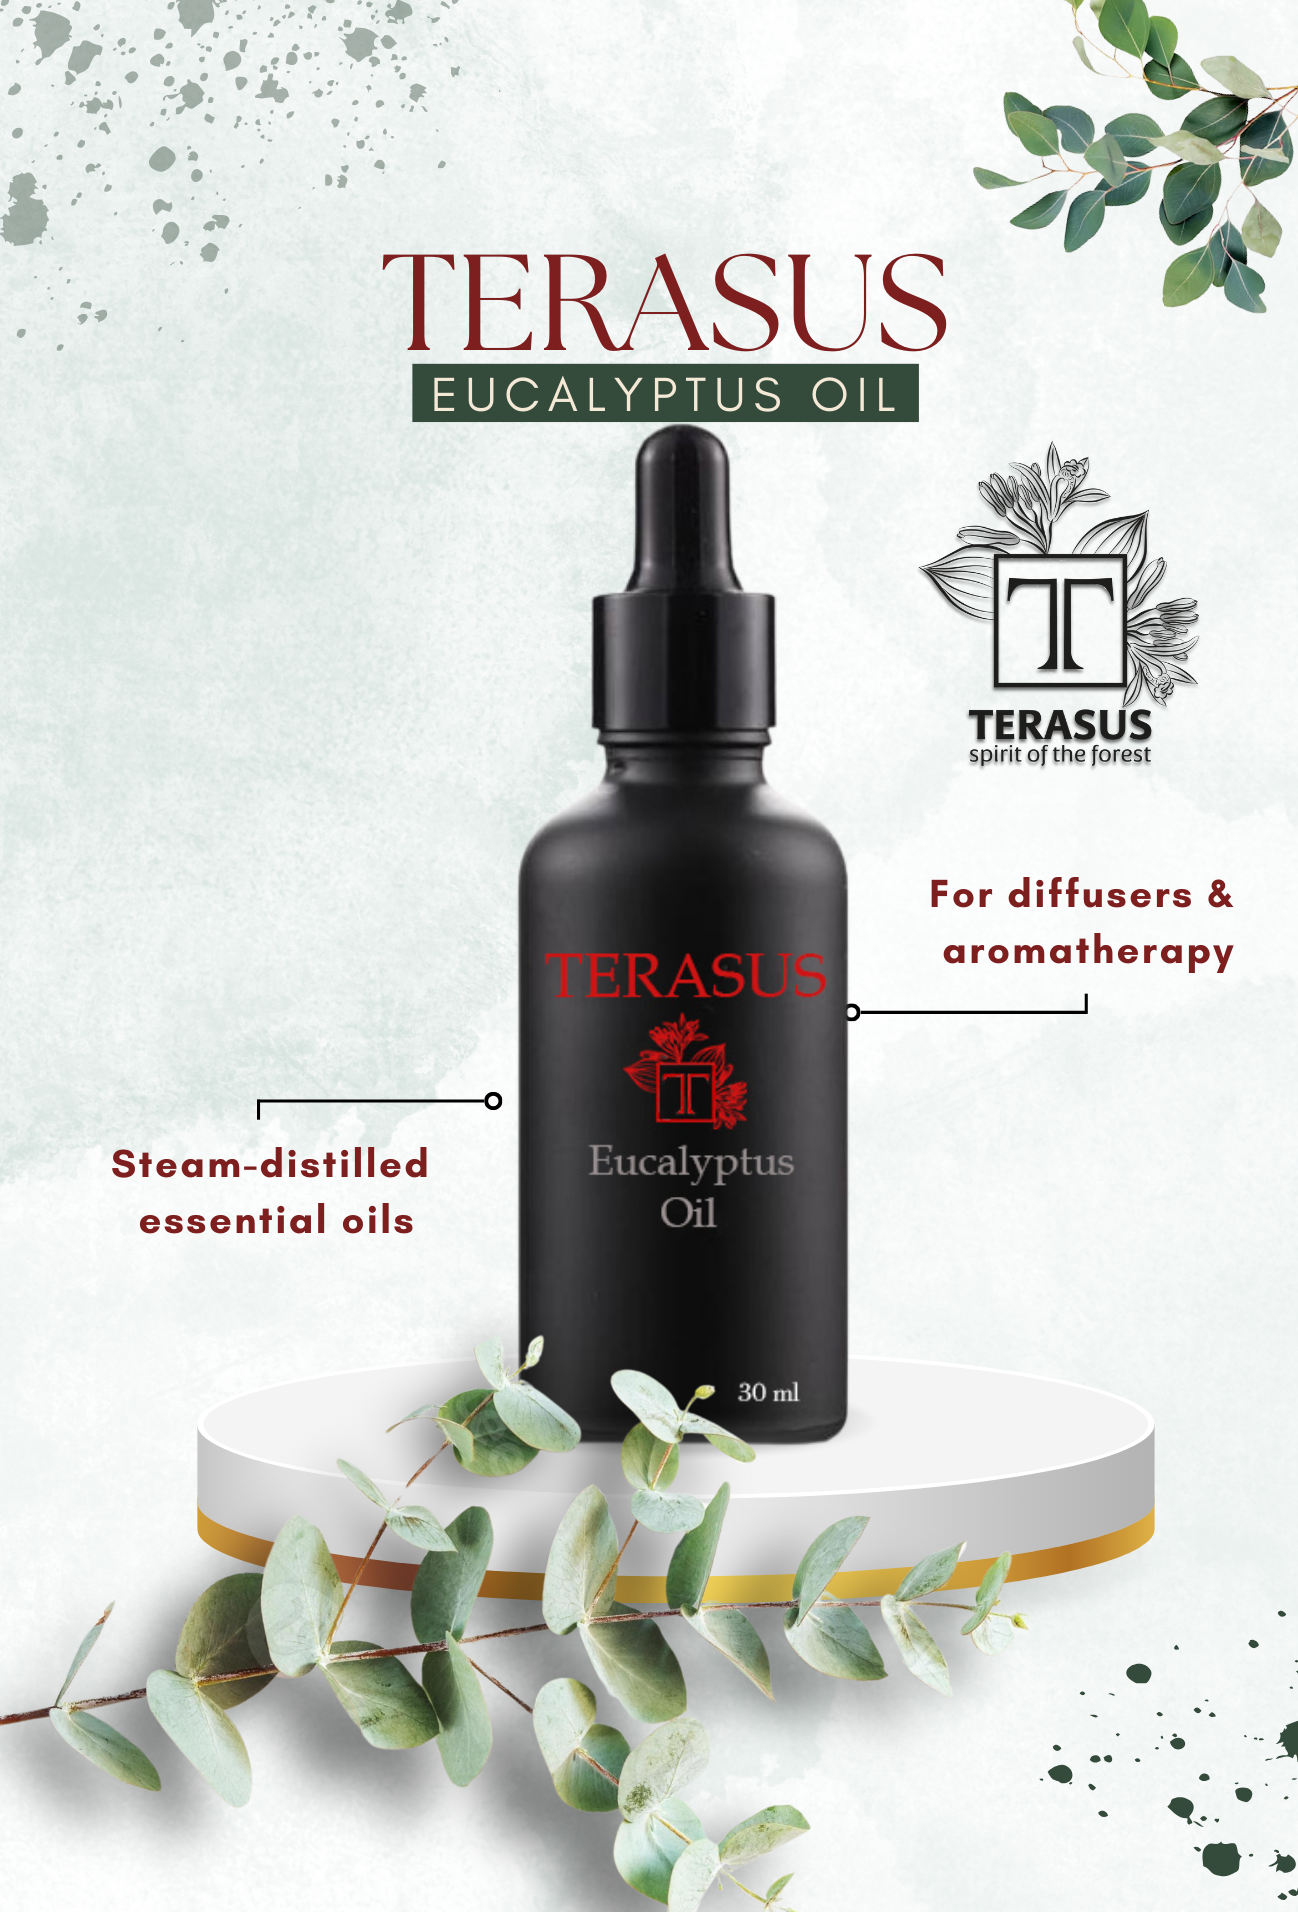 TERASUS
EUCALYPTUS OIL
T
TERASUS
spirit of the forest
For diffusers &
aromatherapy
TERASUS
T
Eucalyptus
Oil
30 ml
Steam-distilled
essential oils